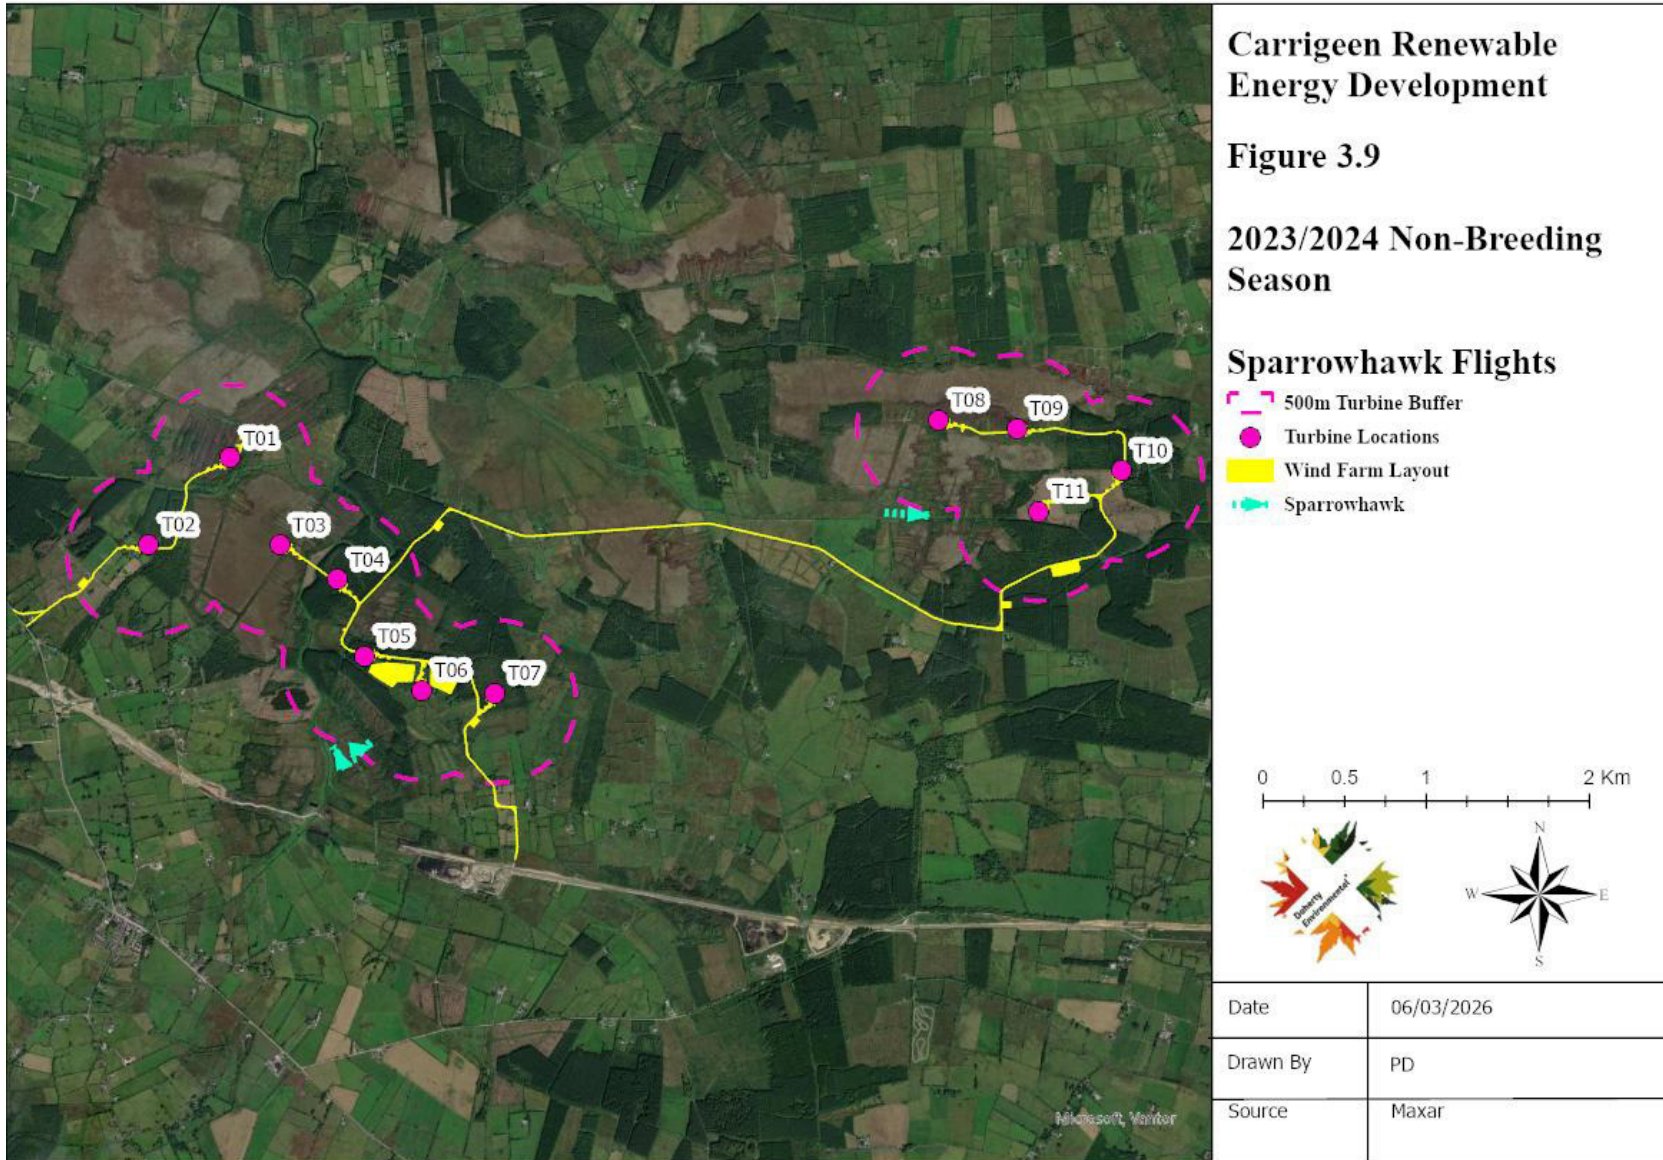 Carrigeen Renewable
Energy Development
Figure 3.9
2023/2024 Non-Breeding
Season
Sparrowhawk Flights
500m Turbine Buffer
Turbine Locations
Wind Farm Layout
Sparrowhawk
T01
T02
T03
T04
T05
T06
T07
T08
T09
T10
T11
0 0.5 1 2 Km
Doherty
Environmental
N
W E
S
Date 06/03/2026
Drawn By PD
Source Maxar
Microsoft, Vantor